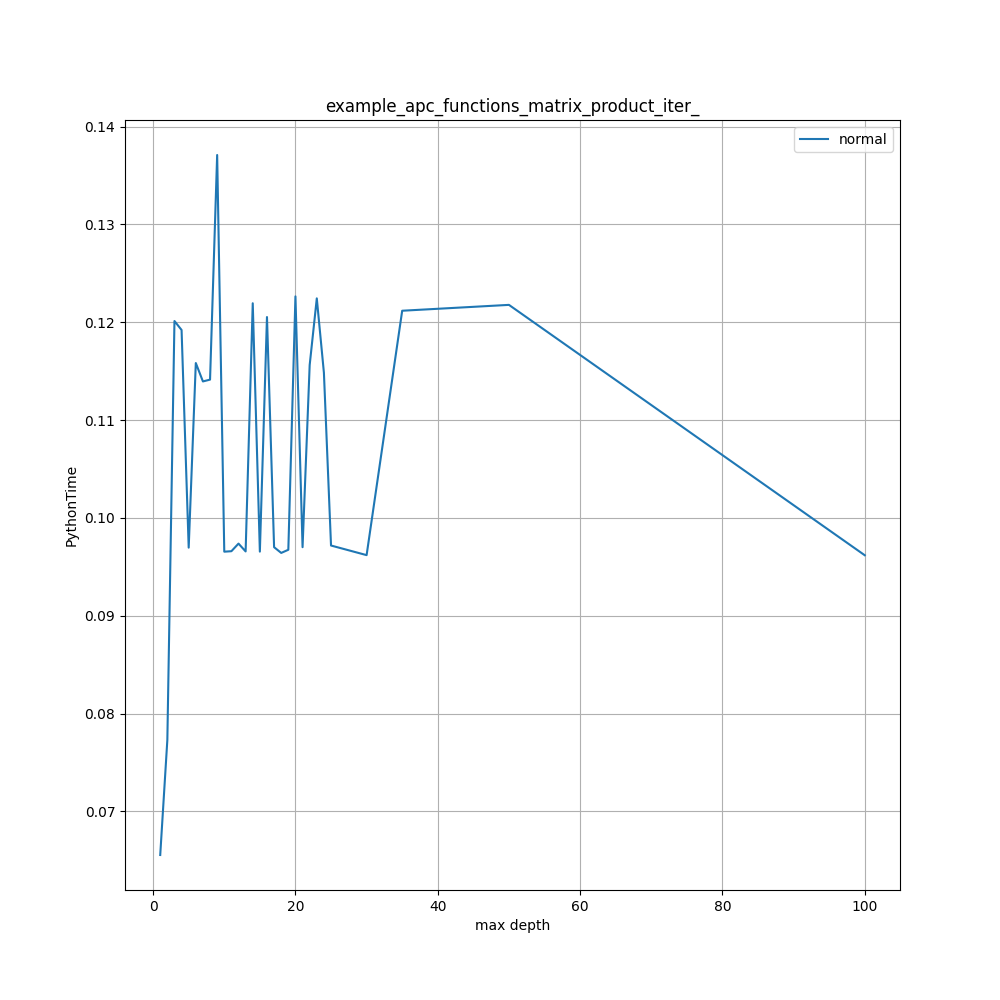 example_apc_functions_matrix_product_iter_
normal
PythonTime
0.14
0.13
0.12
0.11
0.10
0.09
0.08
0.07
0 20 40 60 80 100
max depth